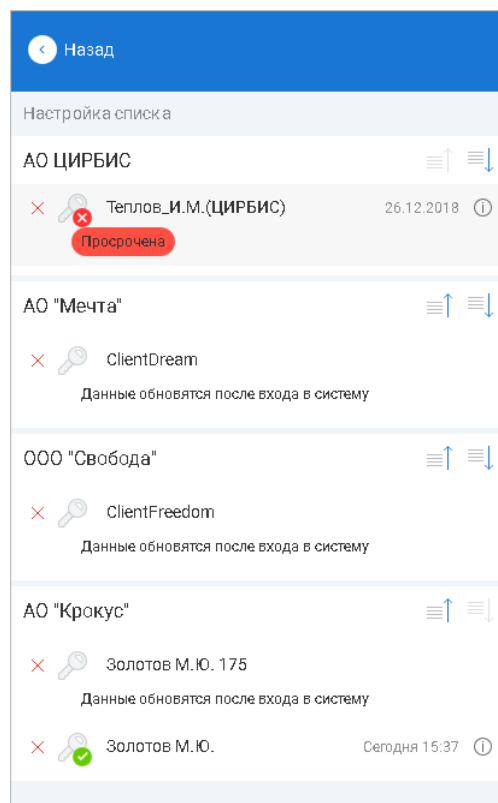 Назад
Настройка списка
АО ЦИРБИС
Теплов_И.М.(ЦИРБИС) 26.12.2018
Просрочена
АО "Мечта"
ClientDream
Данные обновятся после входа в систему
ООО "Свобода"
ClientFreedom
Данные обновятся после входа в систему
АО "Крокус"
Золотов М.Ю. 175
Данные обновятся после входа в систему
Золотов М.Ю. Сегодня 15:37